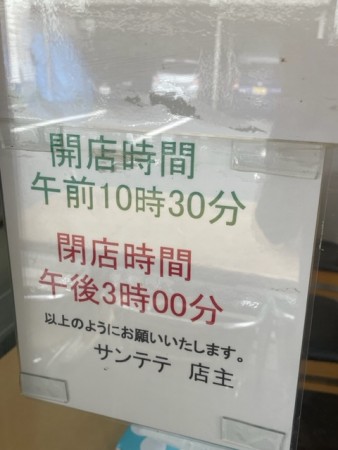 開店時間
午前10時30分
閉店時間
午後3時00分
以上のようにお願いいたします。
サンテテ 店主